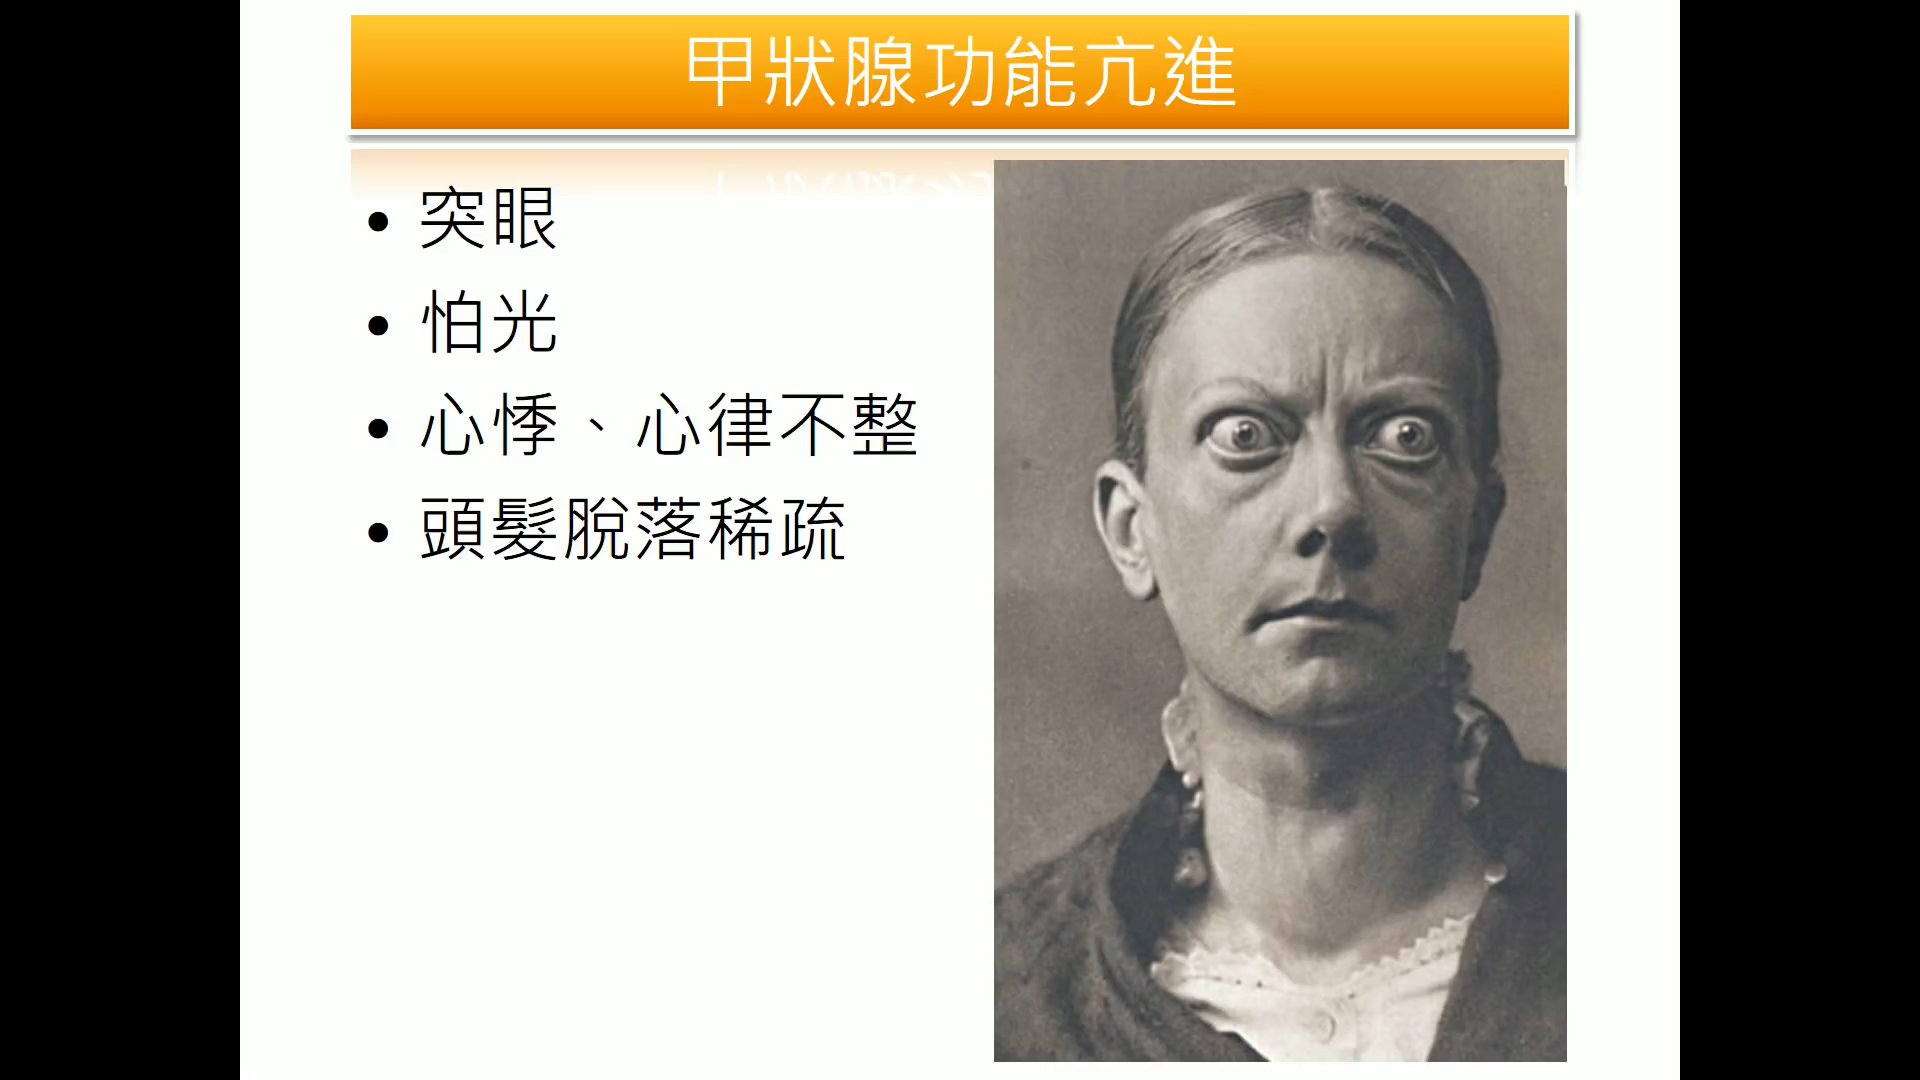 甲狀腺功能亢進
• 突眼
• 怕光
• 心悸、心律不整
• 頭髮脫落稀疏